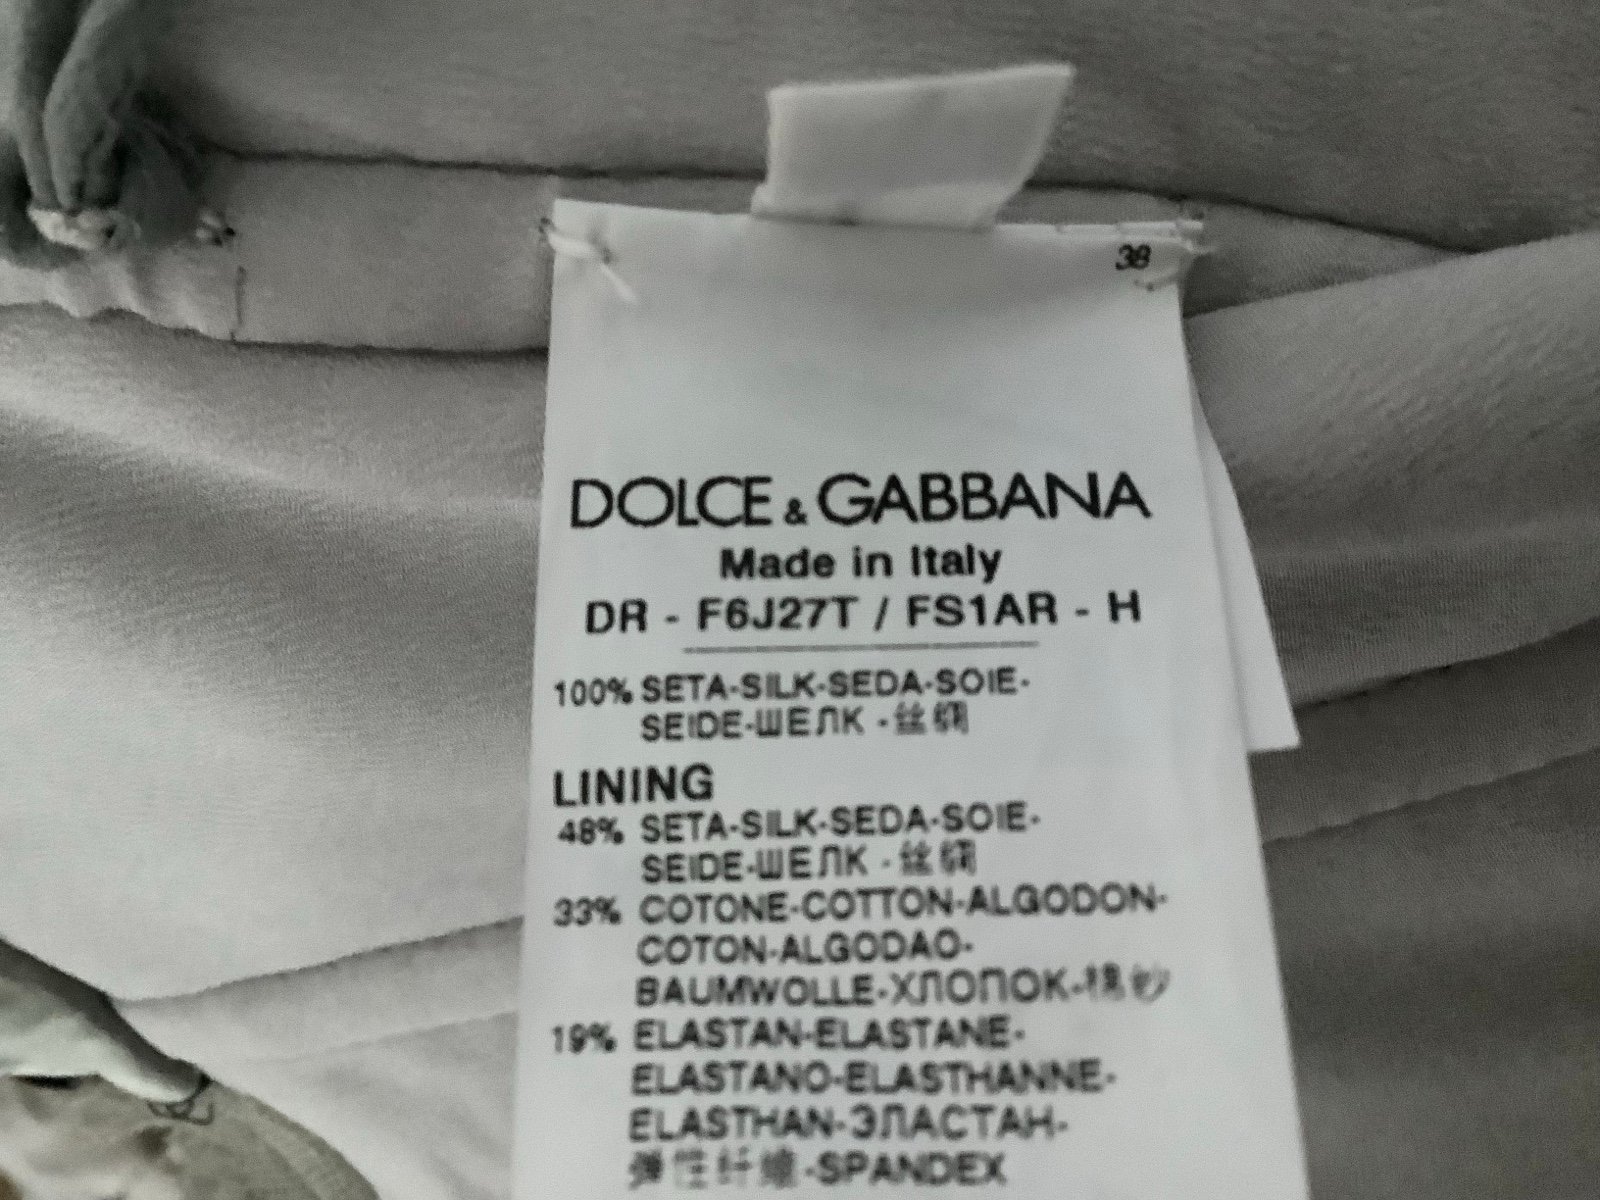 38
DOLCE & GABBANA
Made in Italy
DR - F6J27T / FS1AR - H
100% SETA-SILK-SEDA-SOIE-
SEIDE-ШЕЛК -丝绸
LINING
48% SETA-SILK-SEDA-SOIE-
SEIDE-ШЕЛК -丝绸
33% COTONE-COTTON-ALGODON-
COTON-ALGODAO-
BAUMWOLLE-ХЛОПОК-棉纱
19% ELASTAN-ELASTANE-
ELASTANO-ELASTHANNE-
ELASTHAN-ЭЛАСТАН-
弹性纤维-SPANDEX